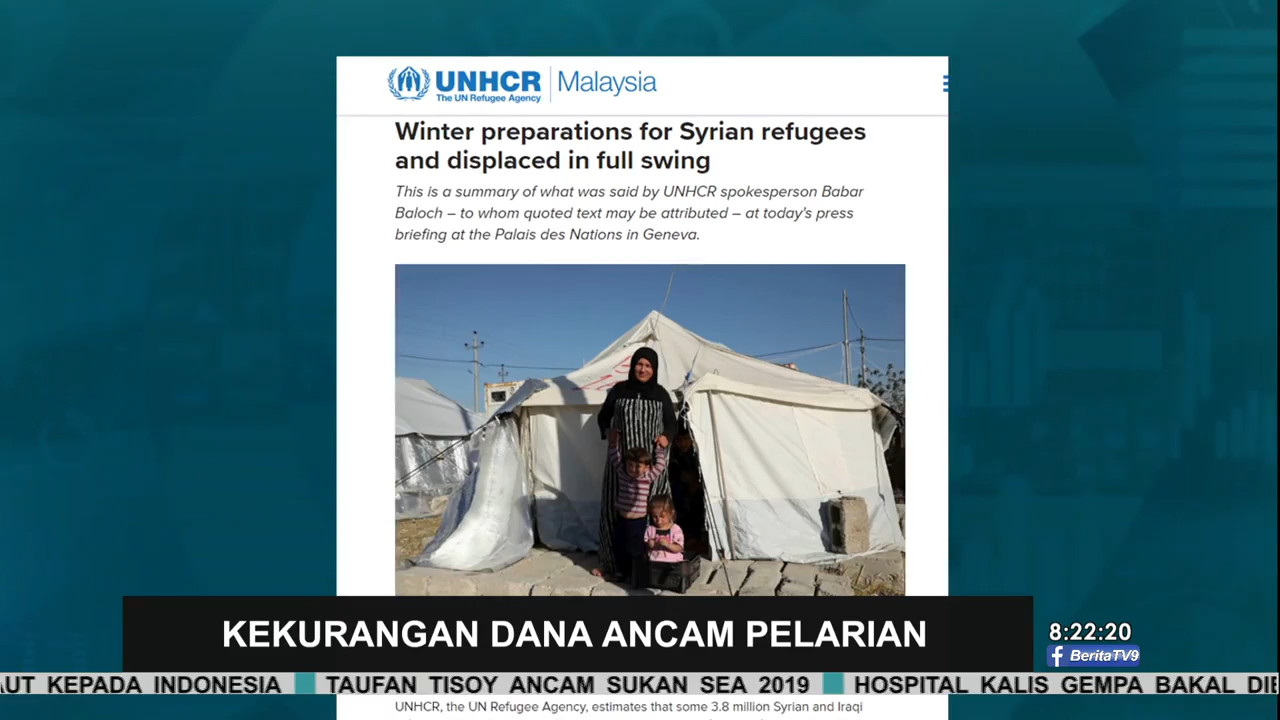 UNHCR
The UN Refugee Agency
Malaysia
Winter preparations for Syrian refugees
and displaced in full swing
This is a summary of what was said by UNHCR spokesperson Babar
Baloch – to whom quoted text may be attributed – at today's press
briefing at the Palais des Nations in Geneva.
KEKURANGAN DANA ANCAM PELARIAN
8:22:20
BeritaTV9
KEPADA INDONESIA TAUFAN TISOY ANCAM SUKAN SEA 2019 HOSPITAL KALIS GEMPA BAKAL
UNHCR, the UN Refugee Agency, estimates that some 3.8 million Syrian and Iraqi